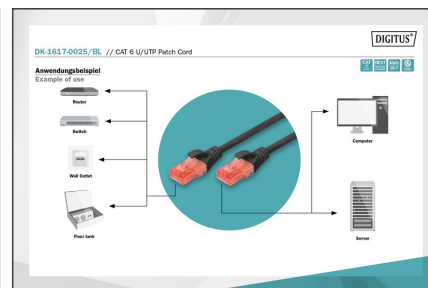 DIGITUS®
DK-1617-0025/BL // CAT 6 U/UTP Patch Cord
Anwendungsbeispiel
Example of use
Router
Switch
Wall Outlet
Floor tank
Computer
Server